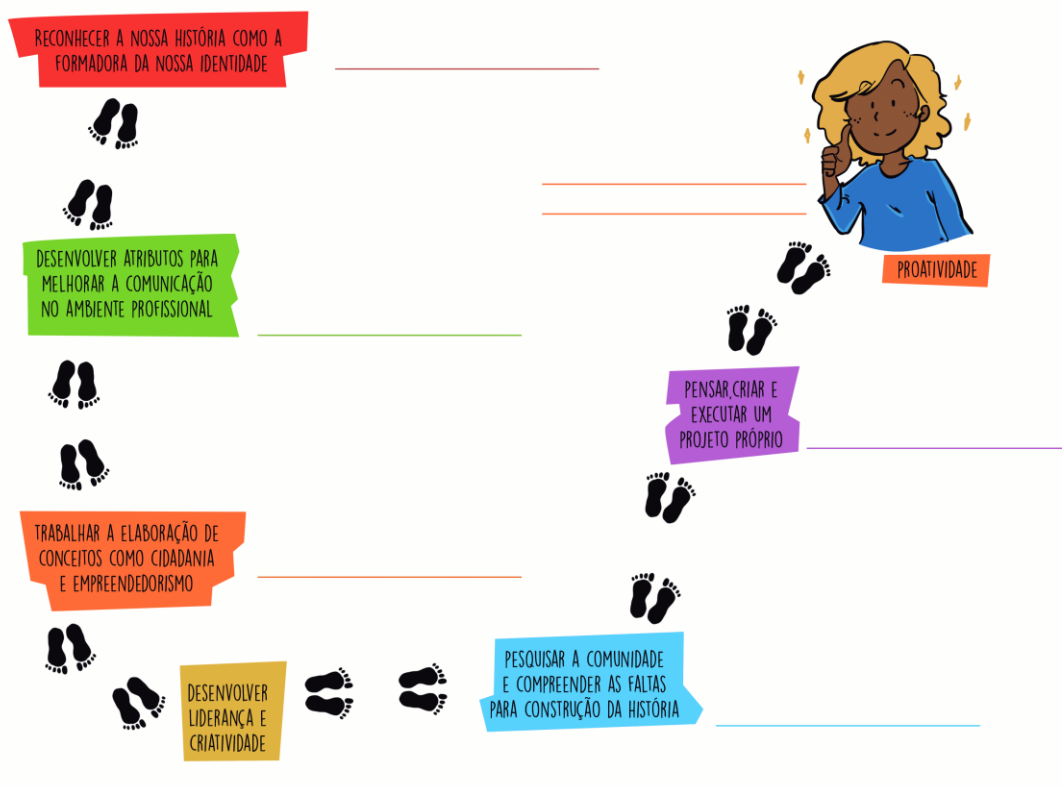 RECONHECER A NOSSA HISTÓRIA COMO A
FORMADORA DA NOSSA IDENTIDADE
DESENVOLVER ATRIBUTOS PARA
MELHORAR A COMUNICAÇÃO
NO AMBIENTE PROFISSIONAL
TRABALHAR A ELABORAÇÃO DE
CONCEITOS COMO CIDADANIA
E EMPREENDEDORISMO
DESENVOLVER
LIDERANÇA E
CRIATIVIDADE
PESQUISAR A COMUNIDADE
E COMPREENDER AS FALTAS
PARA CONSTRUÇÃO DA HISTÓRIA
PENSAR,CRIAR E
EXECUTAR UM
PROJETO PRÓPRIO
PROATIVIDADE